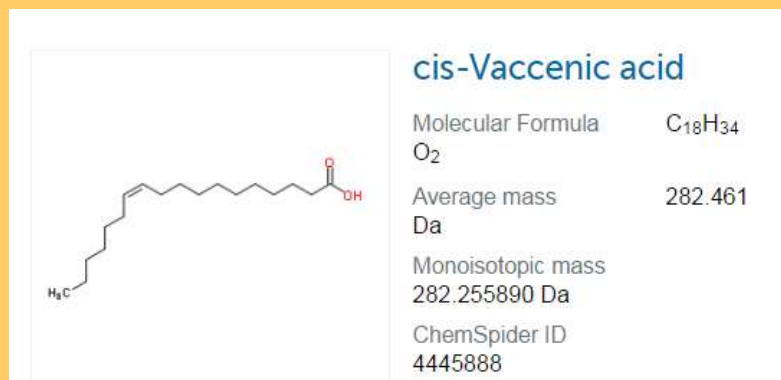 cis-Vaccenic acid
Molecular Formula C₁₈H₃₄
O₂
Average mass 282.461
Da
Monoisotopic mass
282.255890 Da
ChemSpider ID
4445888
O
OH
H₃C